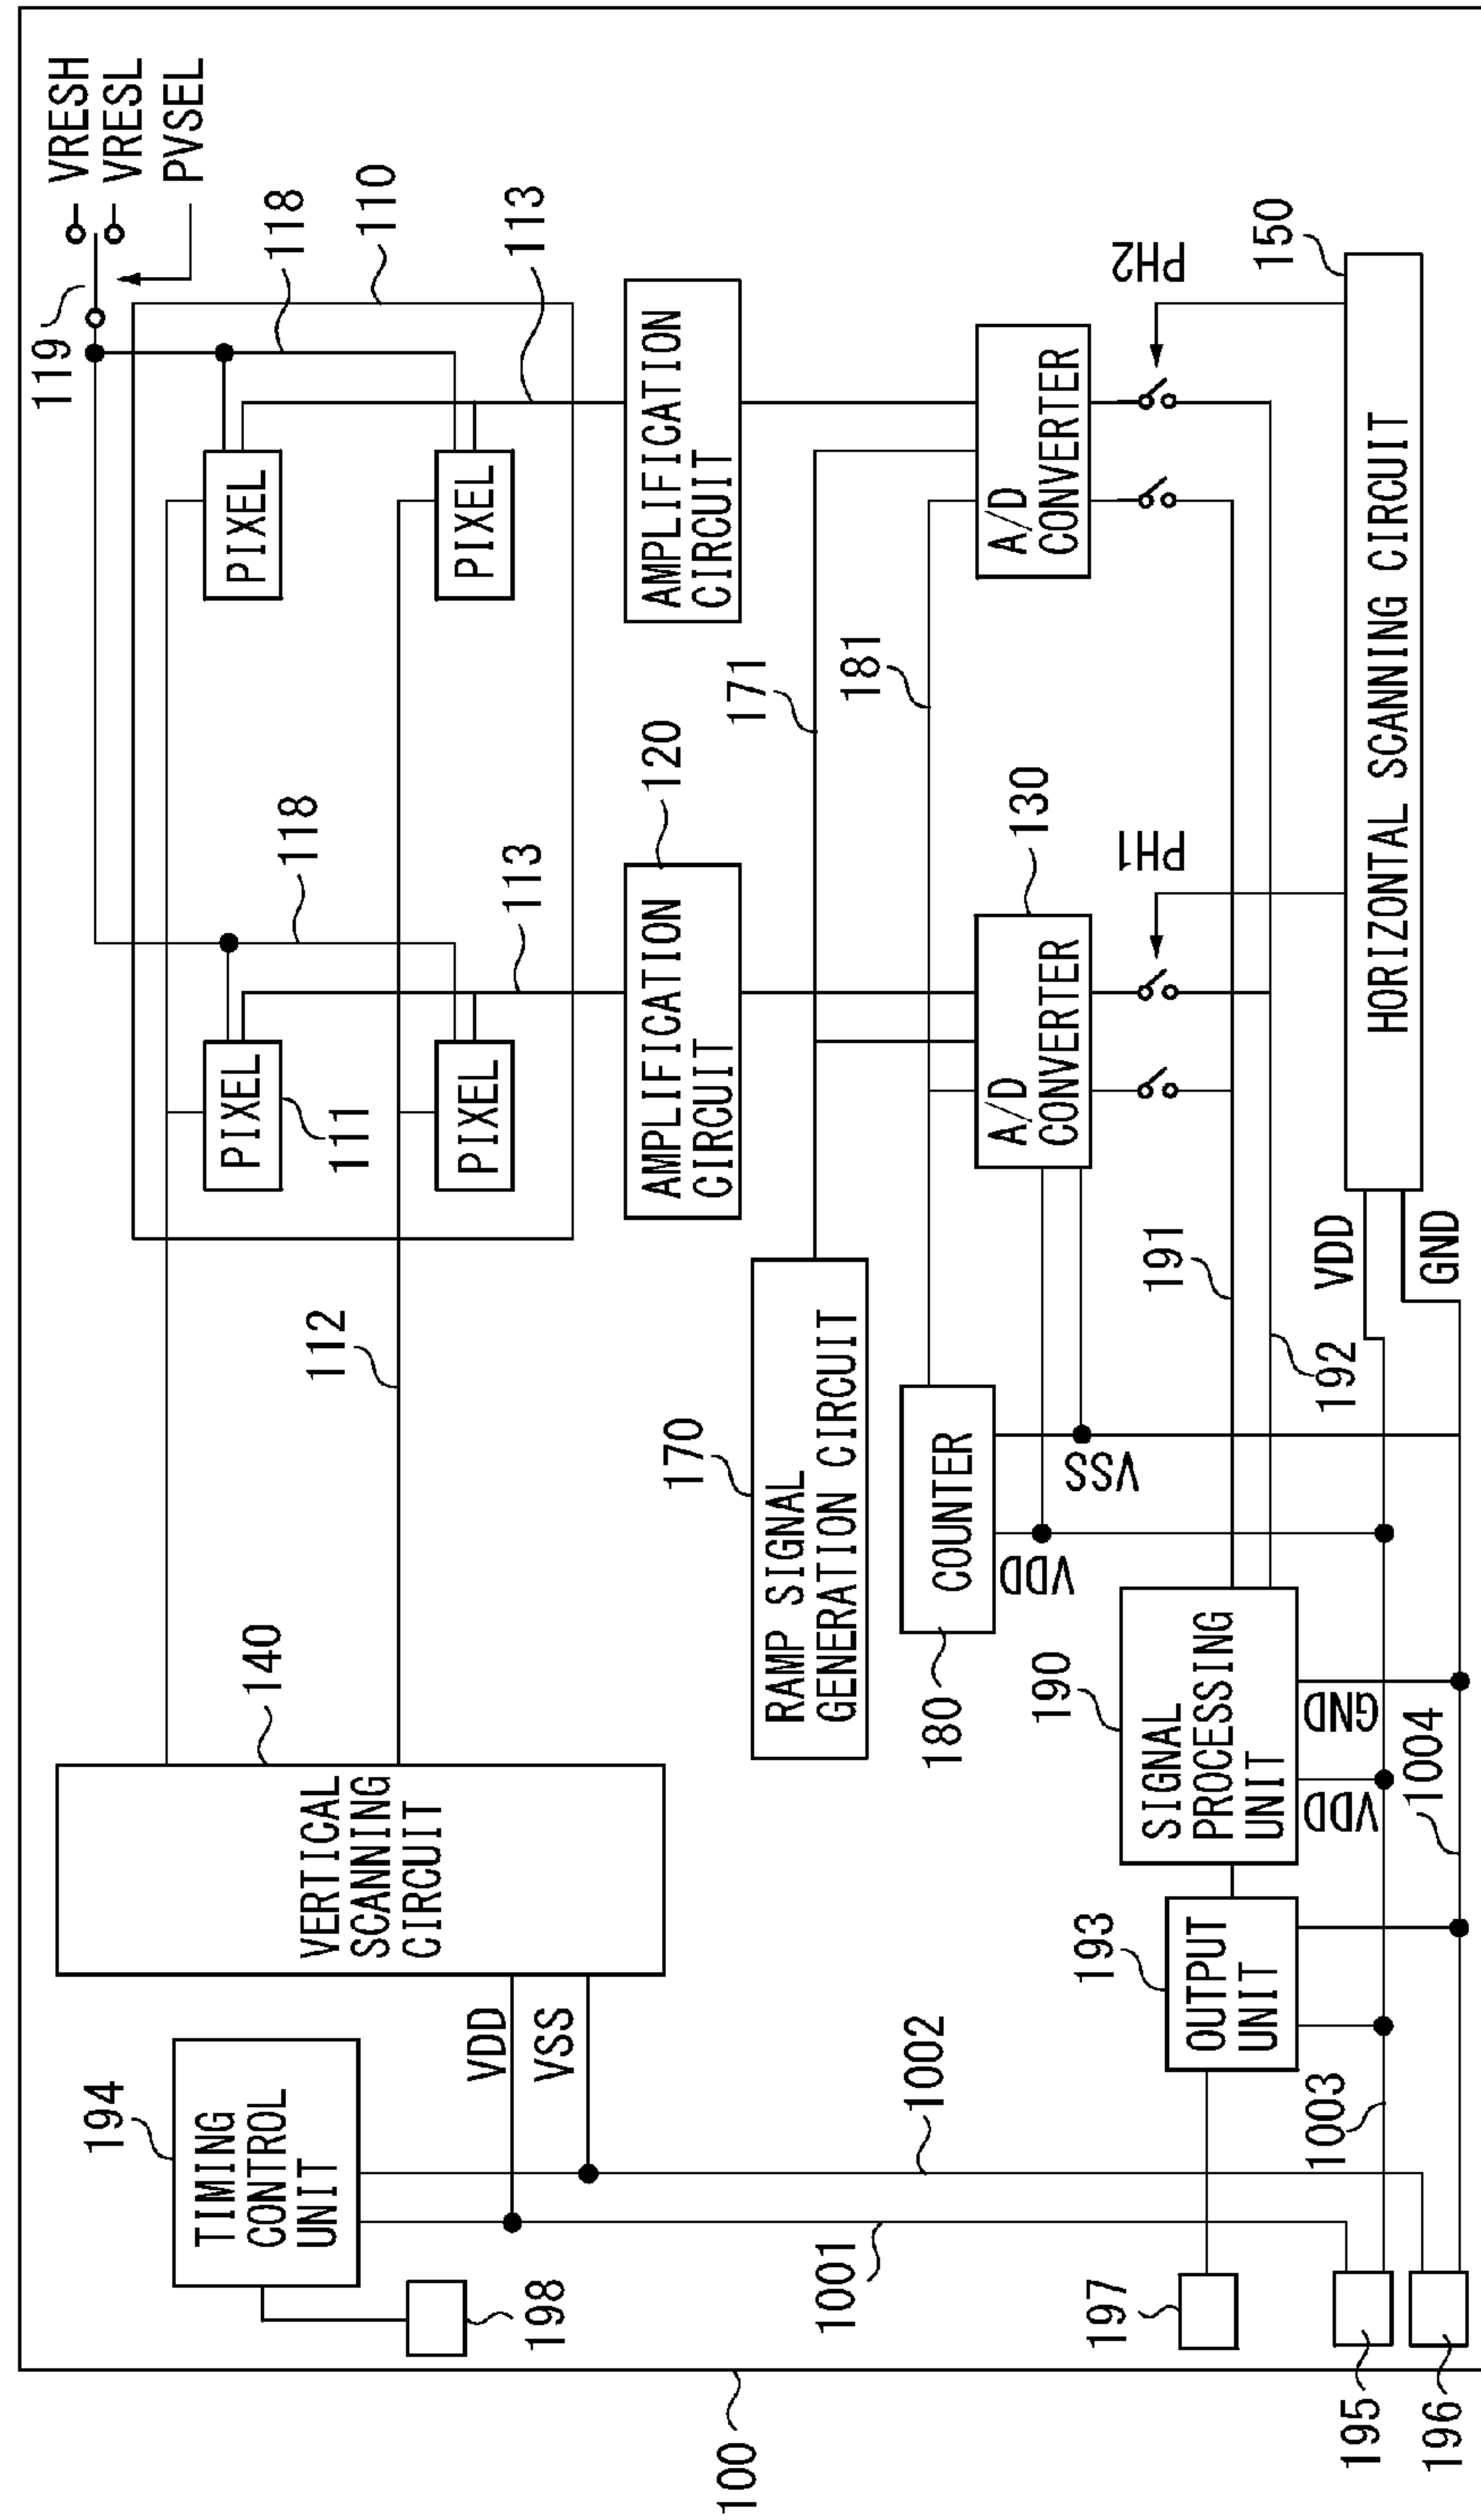 100
194
TIMING
CONTROL
UNIT
198
VDD
VSS
140
VERTICAL
SCANNING
CIRCUIT
112
111
PIXEL
PIXEL
118
113
PIXEL
PIXEL
119
VRESH
VRESL
PVSEL
118
110
113
120
AMPLIFICATION
CIRCUIT
AMPLIFICATION
CIRCUIT
170
RAMP SIGNAL
GENERATION CIRCUIT
171
181
180
COUNTER
VDD
VSS
130
A/D
CONVERTER
A/D
CONVERTER
PH1
PH2
150
HORIZONTAL SCANNING CIRCUIT
VDD
GND
191
192
190
SIGNAL
PROCESSING
UNIT
VDD
GND
193
OUTPUT
UNIT
1001
1002
1003
1004
197
195
196